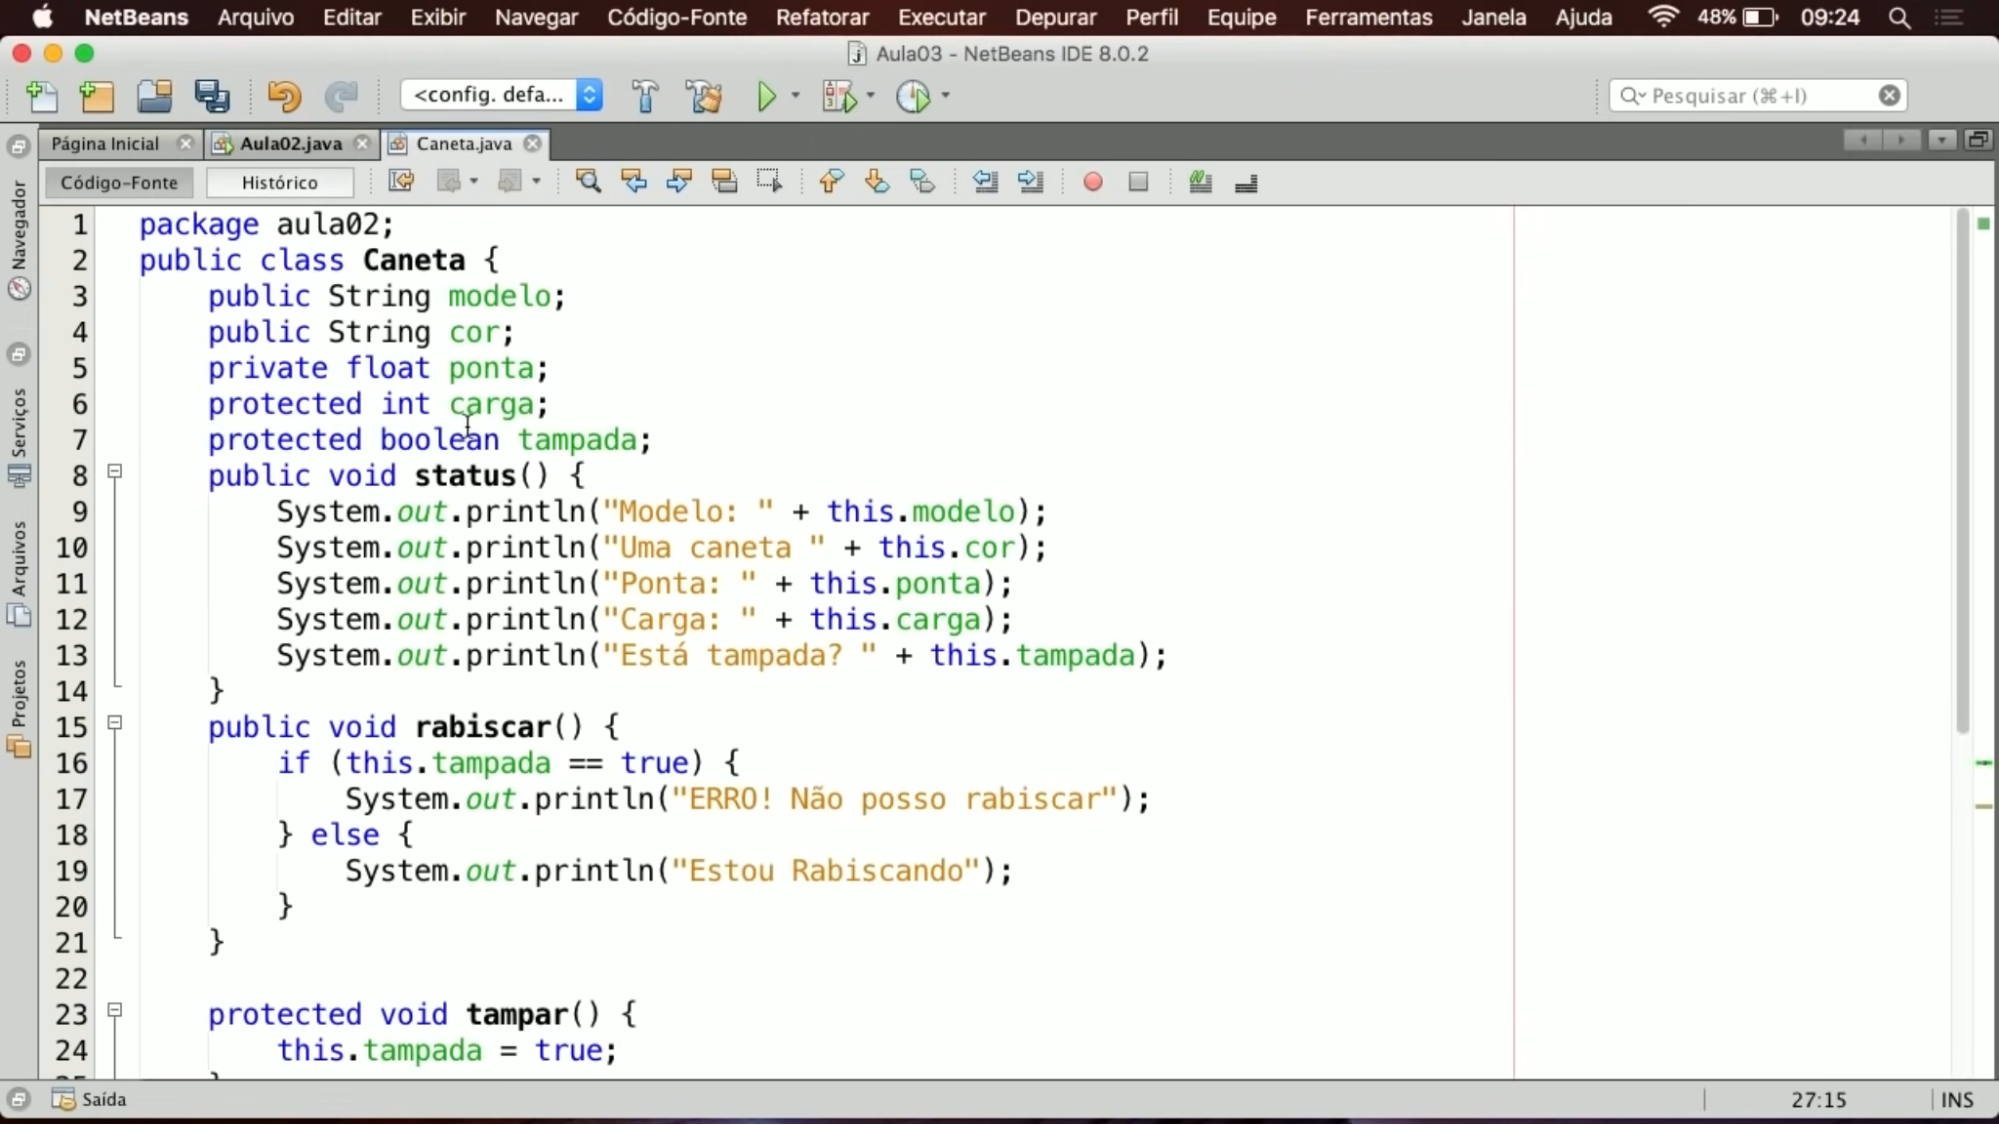 NetBeans Arquivo Editar Exibir Navegar Código-Fonte Refatorar Executar Depurar Perfil Equipe Ferramentas Janela Ajuda 48% 09:24
Aula03 - NetBeans IDE 8.0.2
<config. defa... Pesquisar (⌘+I)
Página Inicial Aula02.java Caneta.java
Código-Fonte Histórico
Navegador
Serviços
Arquivos
Projetos
1 package aula02;
2 public class Caneta {
3 public String modelo;
4 public String cor;
5 private float ponta;
6 protected int carga;
7 protected boolean tampada;
8 public void status() {
9 System.out.println("Modelo: " + this.modelo);
10 System.out.println("Uma caneta " + this.cor);
11 System.out.println("Ponta: " + this.ponta);
12 System.out.println("Carga: " + this.carga);
13 System.out.println("Está tampada? " + this.tampada);
14 }
15 public void rabiscar() {
16 if (this.tampada == true) {
17 System.out.println("ERRO! Não posso rabiscar");
18 } else {
19 System.out.println("Estou Rabiscando");
20 }
21 }
22
23 protected void tampar() {
24 this.tampada = true;
Saída 27:15 INS